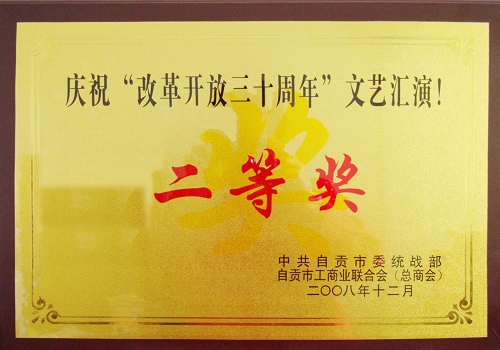 庆祝“改革开放三十周年”文艺汇演!
奖
二等奖
中共自贡市委统战部
自贡市工商业联合会（总商会）
二〇〇八年十二月